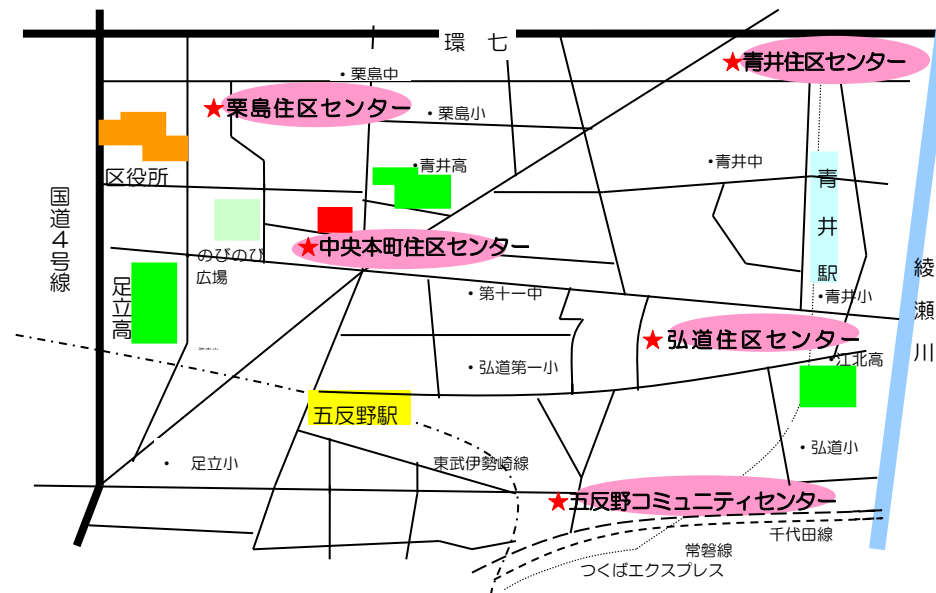 環　七
★青井住区センター
・栗島中
★栗島住区センター
・栗島小
・青井中
・青井高
区役所
青井駅
国道４号線
★中央本町住区センター
・のびのび
広場
綾瀬川
足立高
・第十一中
・青井小
★弘道住区センター
・江北高
・弘道第一小
五反野駅
・弘道小
・　足立小
東武伊勢崎線
★五反野コミュニティセンター
千代田線
常磐線
つくばエクスプレス